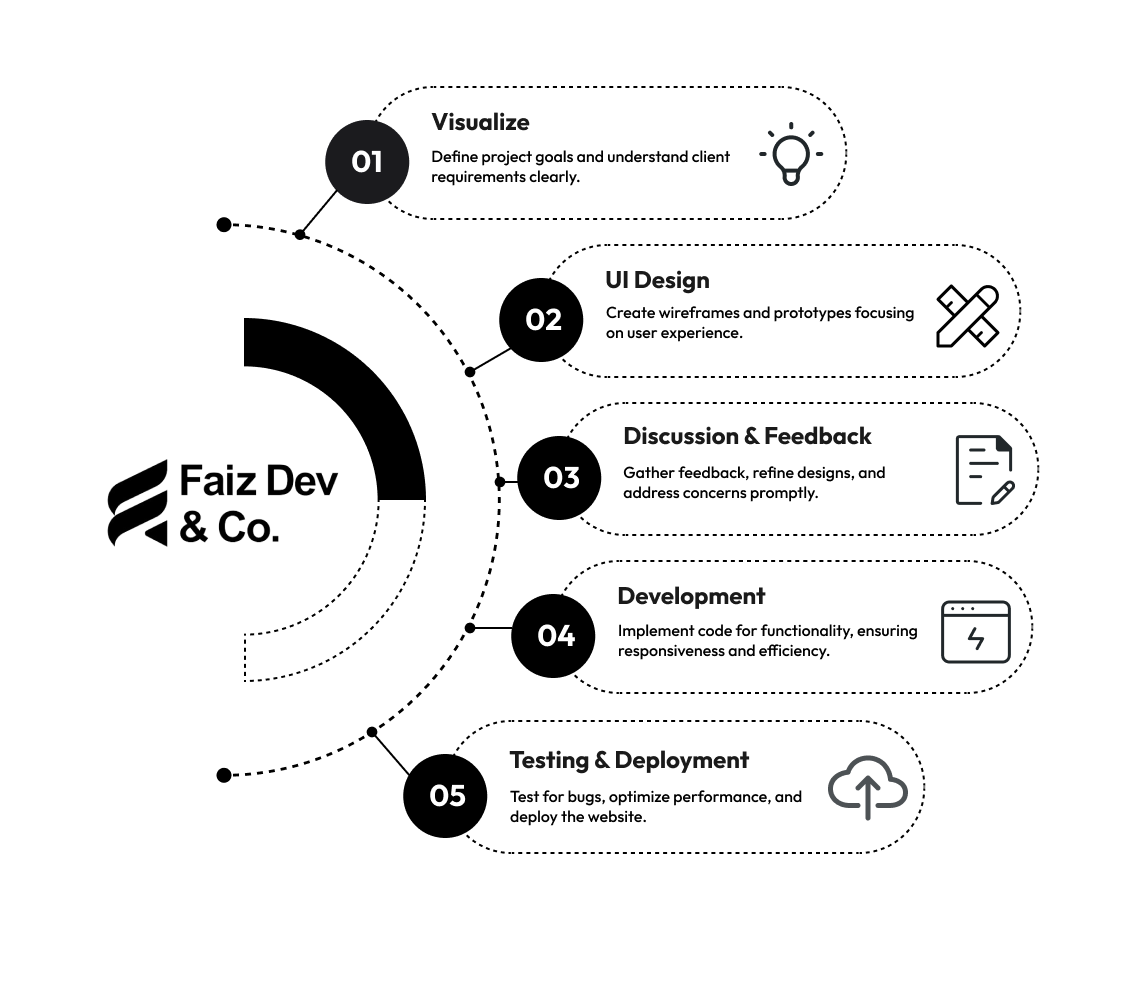 01
Visualize
Define project goals and understand client
requirements clearly.
02
UI Design
Create wireframes and prototypes focusing
on user experience.
03
Discussion & Feedback
Gather feedback, refine designs, and
address concerns promptly.
Faiz Dev
& Co.
04
Development
Implement code for functionality, ensuring
responsiveness and efficiency.
05
Testing & Deployment
Test for bugs, optimize performance, and
deploy the website.